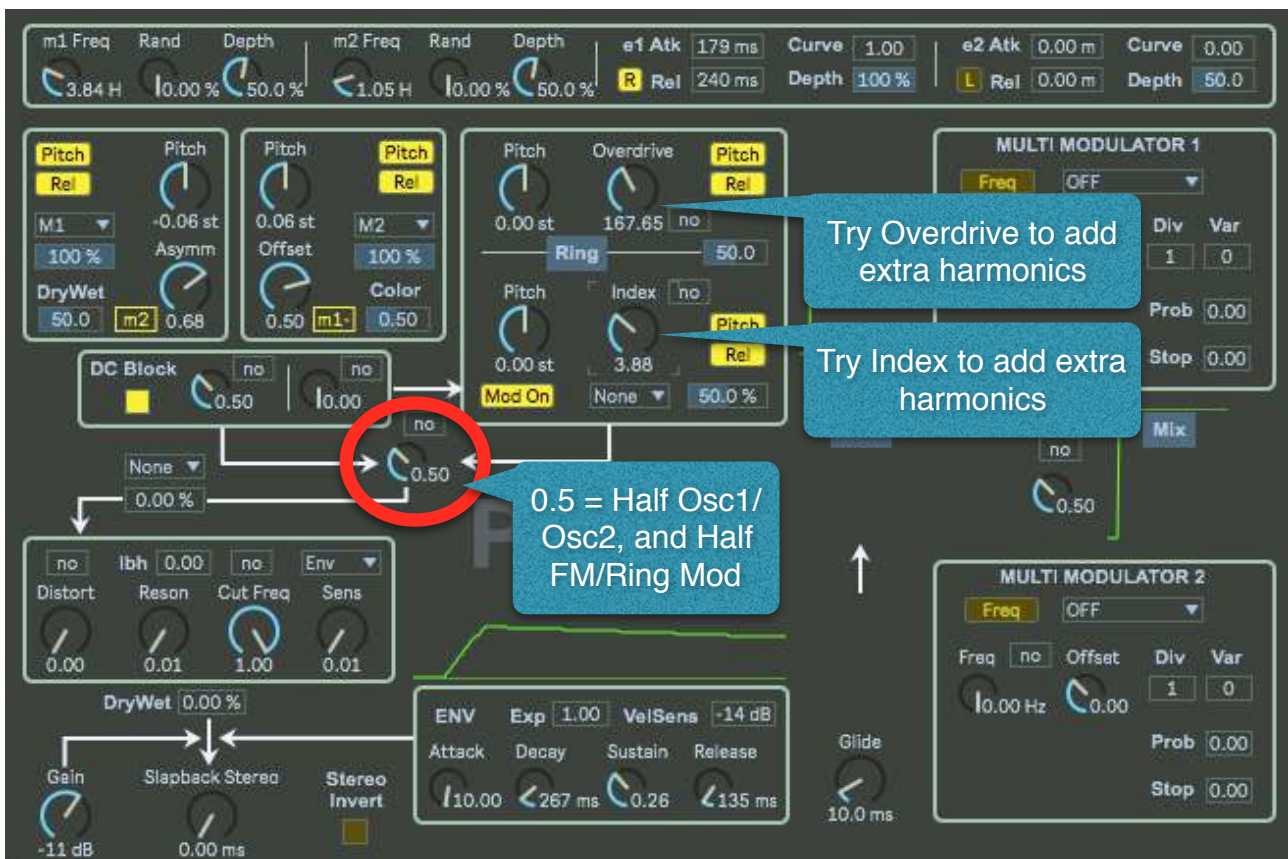 m1 Freq Rand Depth m2 Freq Rand Depth e1 Atk 179 ms Curve 1.00 e2 Atk 0.00 m Curve 0.00
3.84 H 0.00 % 50.0 % 1.05 H 0.00 % 50.0 % R Rel 240 ms Depth 100 % L Rel 0.00 m Depth 50.0
Pitch Pitch
Rel
M1 -0.06 st
100 % Asymm
DryWet
50.0 m2 0.68
Pitch Pitch
Rel
0.06 st M2
Offset 100 %
Color
0.50 m1- 0.50
Pitch Overdrive Pitch
Rel
0.00 st 167.65 no
Ring 50.0
Pitch Index no
Pitch
0.00 st 3.88 Rel
Mod On None 50.0 %
Try Overdrive to add
extra harmonics
Try Index to add extra
harmonics
MULTI MODULATOR 1
Freq OFF
Div Var
1 0
Prob 0.00
Stop 0.00
DC Block no no
0.50 0.00
no
0.50
None
0.00 %
0.5 = Half Osc1/
Osc2, and Half
FM/Ring Mod
Mix
no
0.50
no lbh 0.00 no Env
Distort Reson Cut Freq Sens
0.00 0.01 1.00 0.01
DryWet 0.00 %
Gain Slapback Stereo Stereo
Invert
-11 dB 0.00 ms
ENV Exp 1.00 VelSens -14 dB
Attack Decay Sustain Release
10.00 267 ms 0.26 135 ms
Glide
10.0 ms
MULTI MODULATOR 2
Freq OFF
Freq no Offset Div Var
0.00 Hz 0.00 1 0
Prob 0.00
Stop 0.00